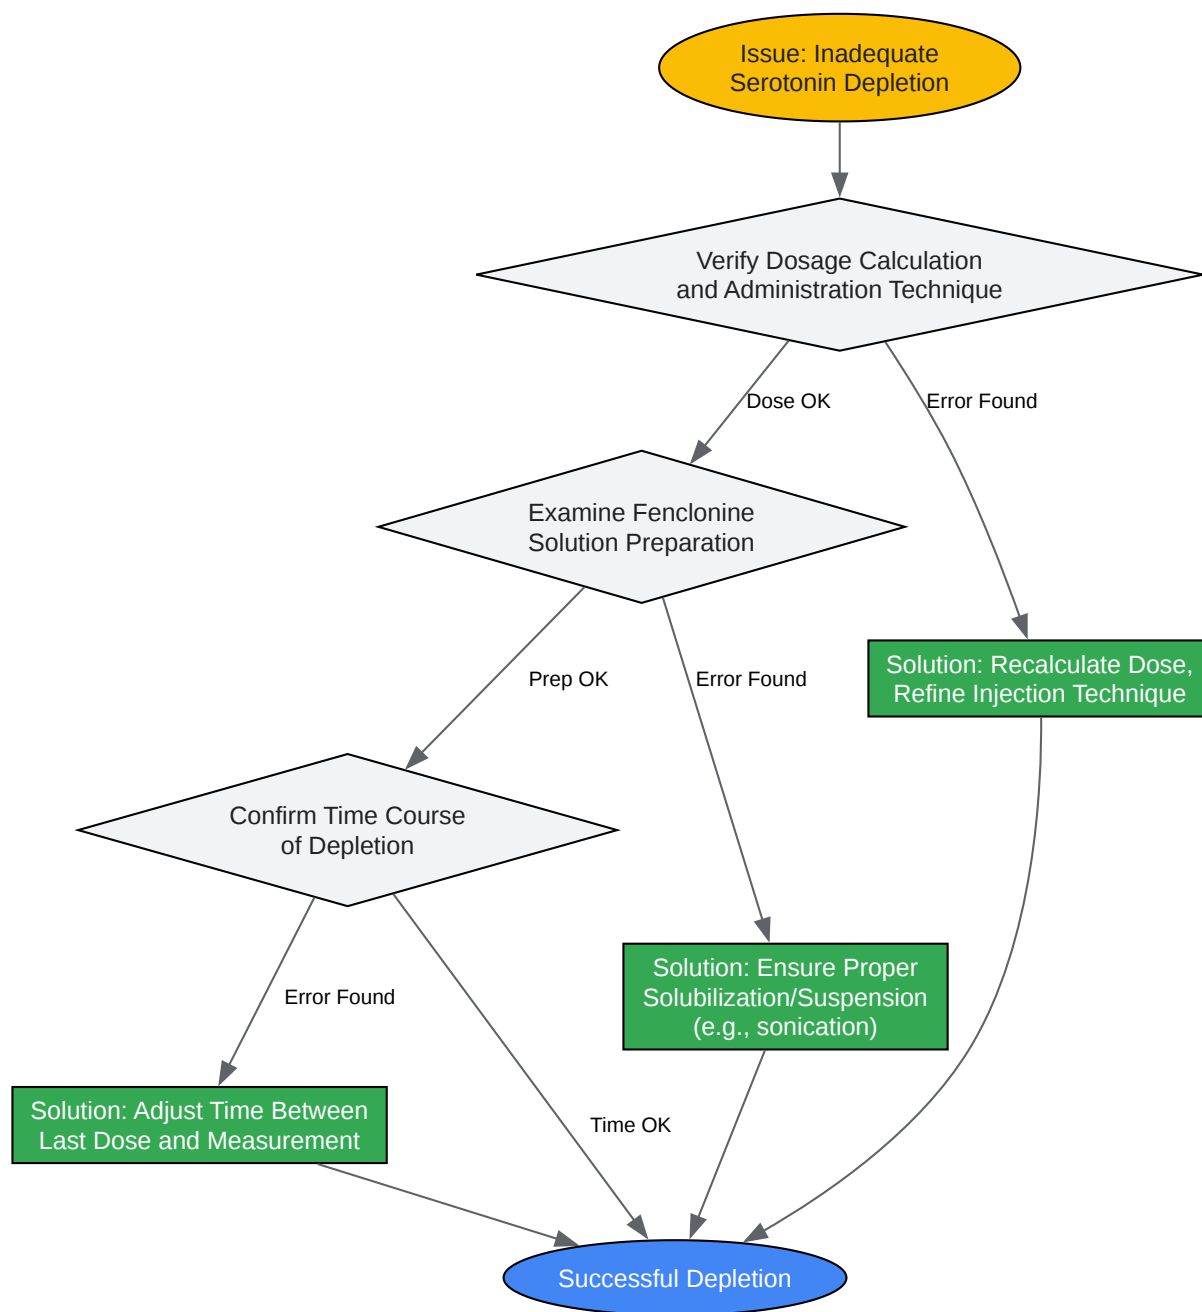 Issue: Inadequate
Serotonin Depletion
Verify Dosage Calculation
and Administration Technique
Dose OK
Error Found
Examine Fenclonine
Solution Preparation
Prep OK
Error Found
Solution: Recalculate Dose,
Refine Injection Technique
Confirm Time Course
of Depletion
Error Found
Solution: Ensure Proper
Solubilization/Suspension
(e.g., sonication)
Solution: Adjust Time Between
Last Dose and Measurement
Time OK
Successful Depletion